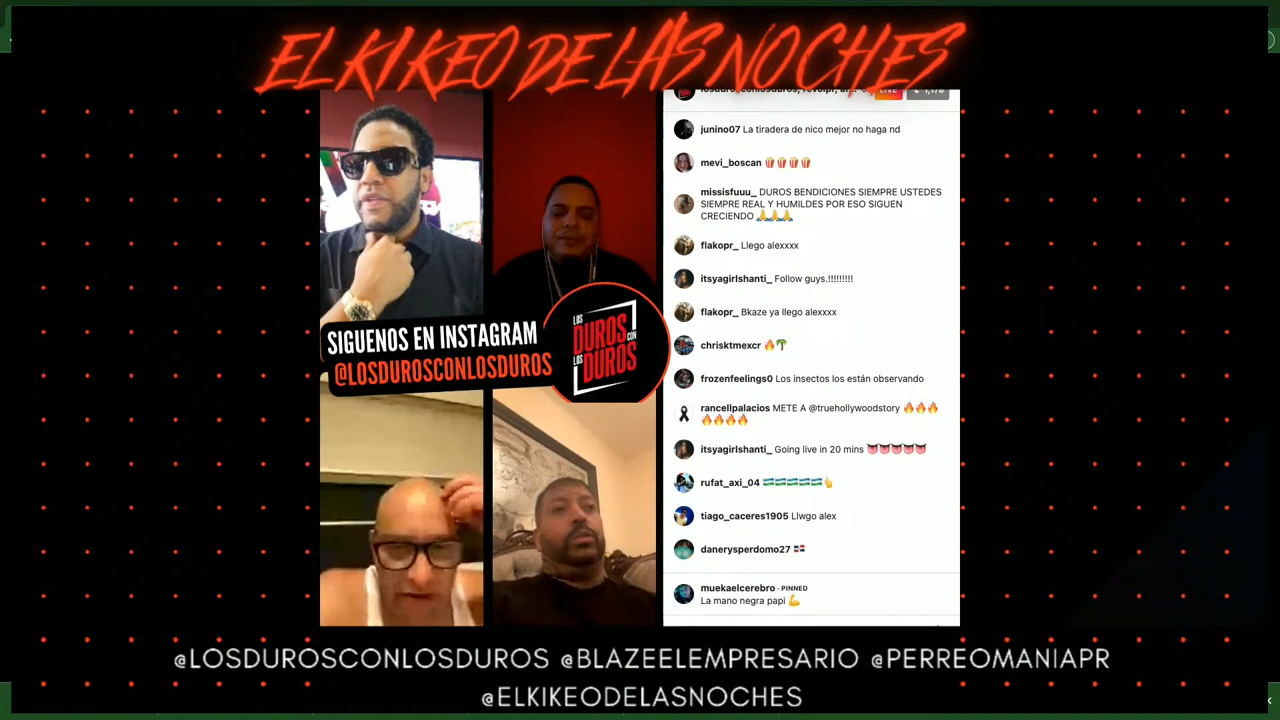 EL KIKEO DE LAS NOCHES
LIVE 1,176
junino07 La tiradera de nico mejor no haga nd
mevi_boscan 🍿🍿🍿🍿
missisfuuu_ DUROS BENDICIONES SIEMPRE USTEDES
SIEMPRE REAL Y HUMILDES POR ESO SIGUEN
CRECIENDO 🙏🙏🙏
flakopr_ Llego alexxxx
itsyagirlshanti_ Follow guys.!!!!!!!!!
flakopr_ Bkaze ya llego alexxxx
chrisktmexcr 🔥🌴
frozenfeelings0 Los insectos los están observando
rancellpalacios METE A @truehollywoodstory 🔥🔥🔥
🔥🔥🔥🔥
itsyagirlshanti_ Going live in 20 mins 👅👅👅👅👅
rufat_axi_04 🇺🇿🇺🇿🇺🇿🇺🇿🇺🇿👆
tiago_caceres1905 Llwgo alex
danerysperdomo27 🇩🇴
muekaelcerebro · PINNED
La mano negra papi 💪
SIGUENOS EN INSTAGRAM
@LOSDUROSCONLOSDUROS
LOS
DUROS
CON
LOS
DUROS
@LOSDUROSCONLOSDUROS @BLAZEELEMPRESARIO @PERREOMANIAPR
@ELKIKEODELASNOCHES